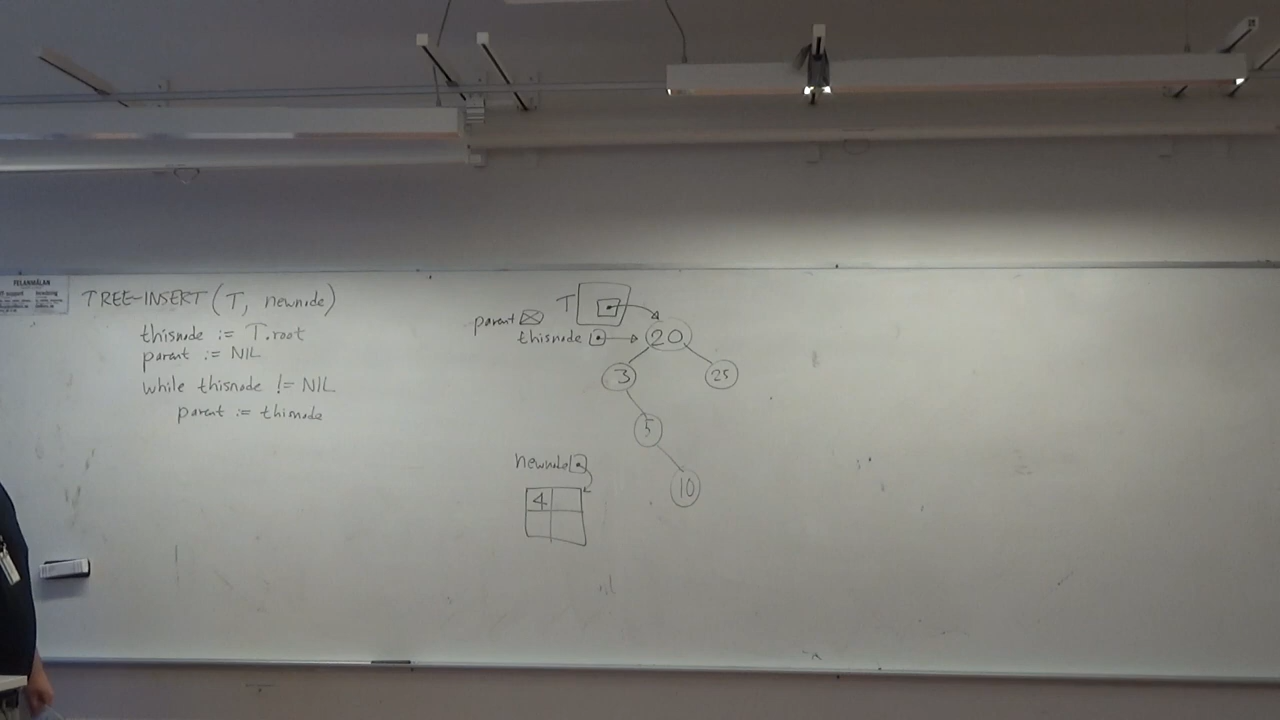 FELANMÄLAN
TREE-INSERT(T, newnode)
thisnode := T.root
parent := NIL
while thisnode != NIL
parent := thisnode
T
parent
thisnode
20
3
25
5
10
newnode
4